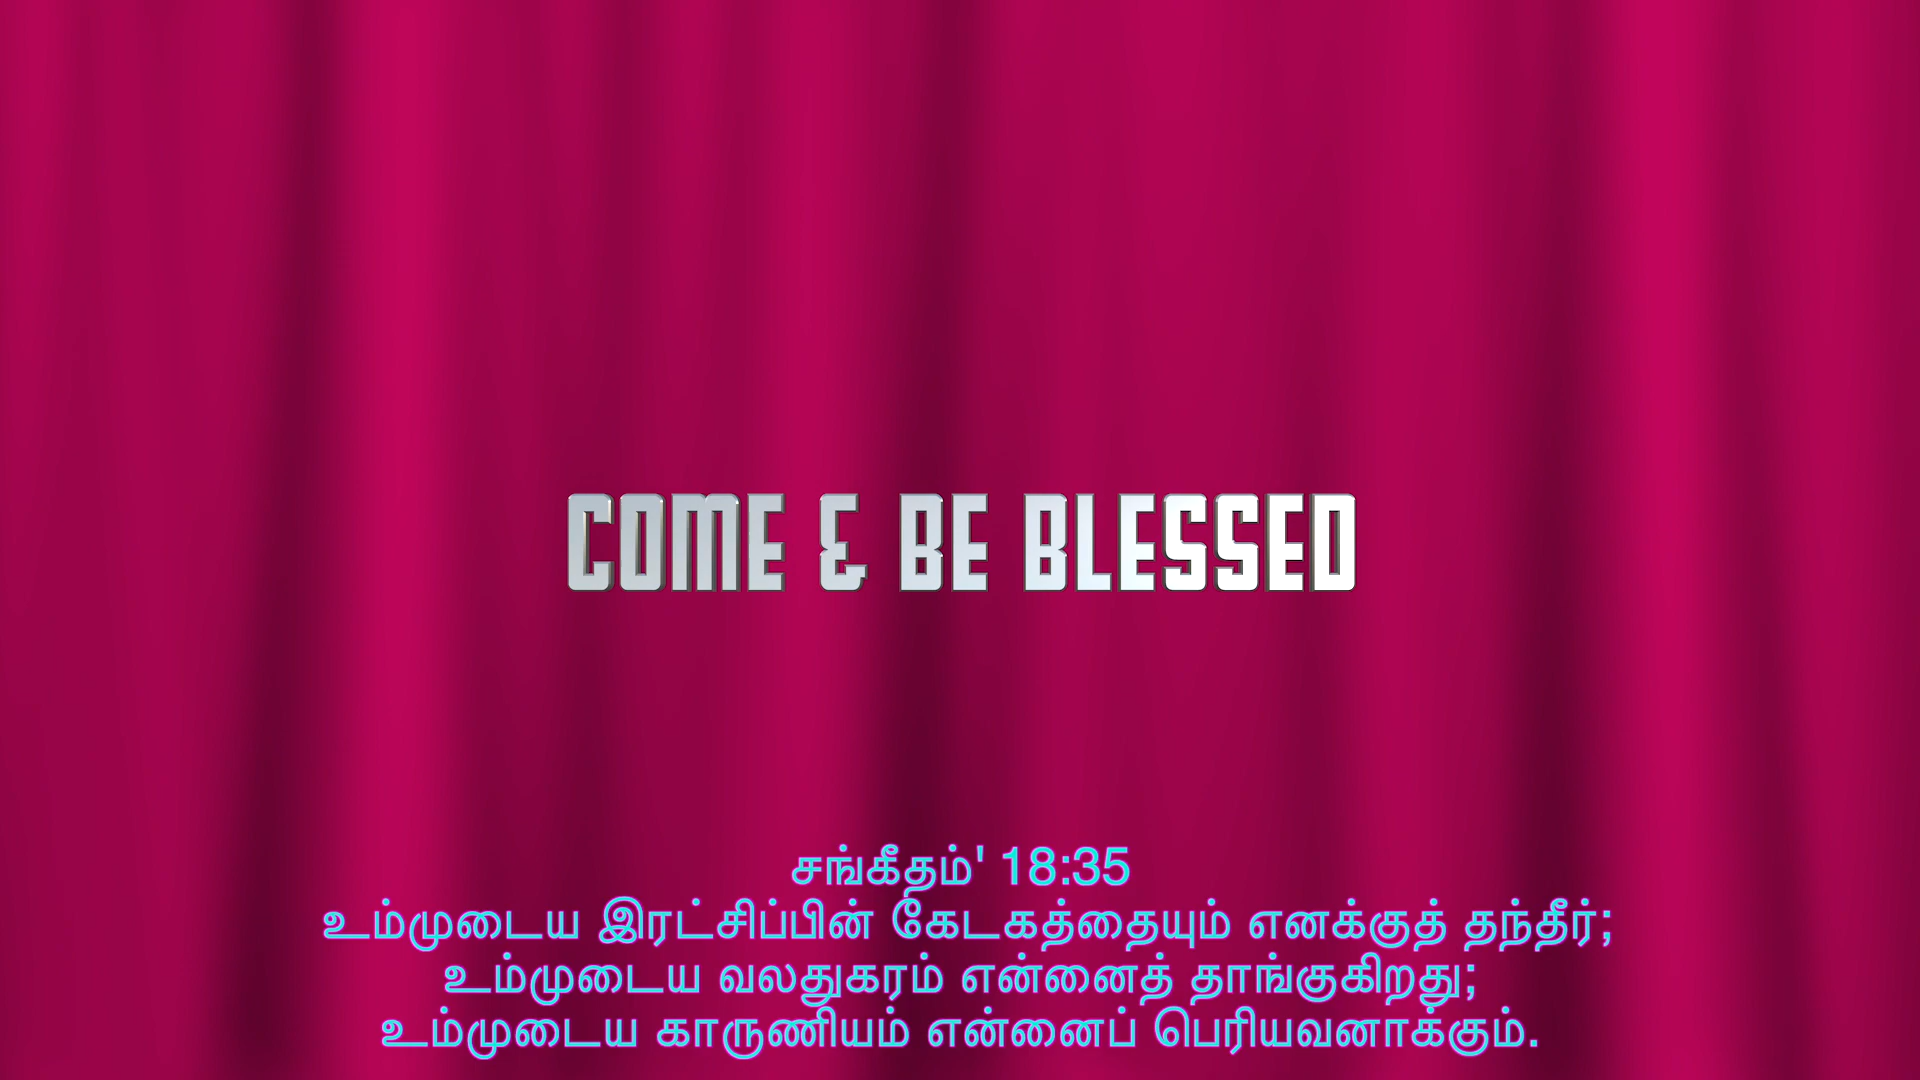 COME & BE BLESSED
சங்கீதம்' 18:35
உம்முடைய இரட்சிப்பின் கேடகத்தையும் எனக்குத் தந்தீர்;
உம்முடைய வலதுகரம் என்னைத் தாங்குகிறது;
உம்முடைய காருணியம் என்னைப் பெரியவனாக்கும்.